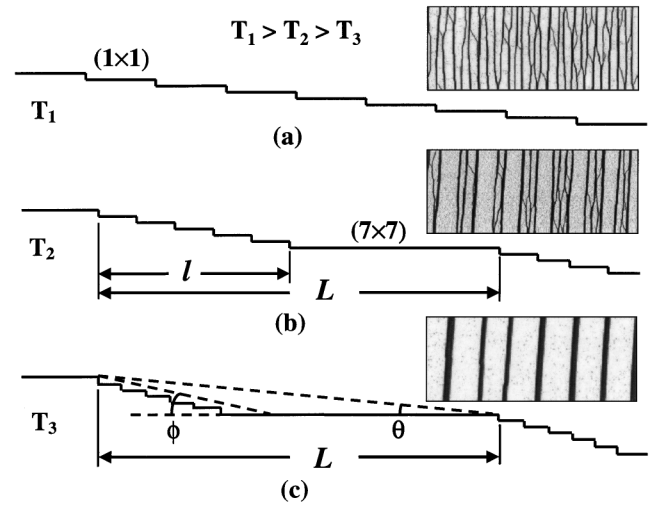 T1 > T2 > T3
(1×1)
T1
(a)
(7×7)
T2
l
L
(b)
T3
ϕ
θ
L
(c)